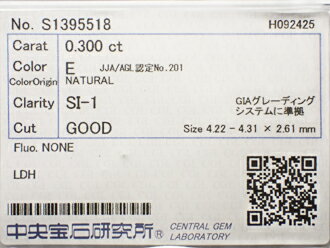 No. S1395518 H092425
Carat 0.300 ct
Color E JJA/AGL認定No.201
ColorOrigin NATURAL
Clarity SI-1 GIAグレーディング
システムに準拠
Cut GOOD Size 4.22 - 4.31 × 2.61 mm
Fluo. NONE
LDH
中央宝石研究所® CENTRAL GEM
LABORATORY